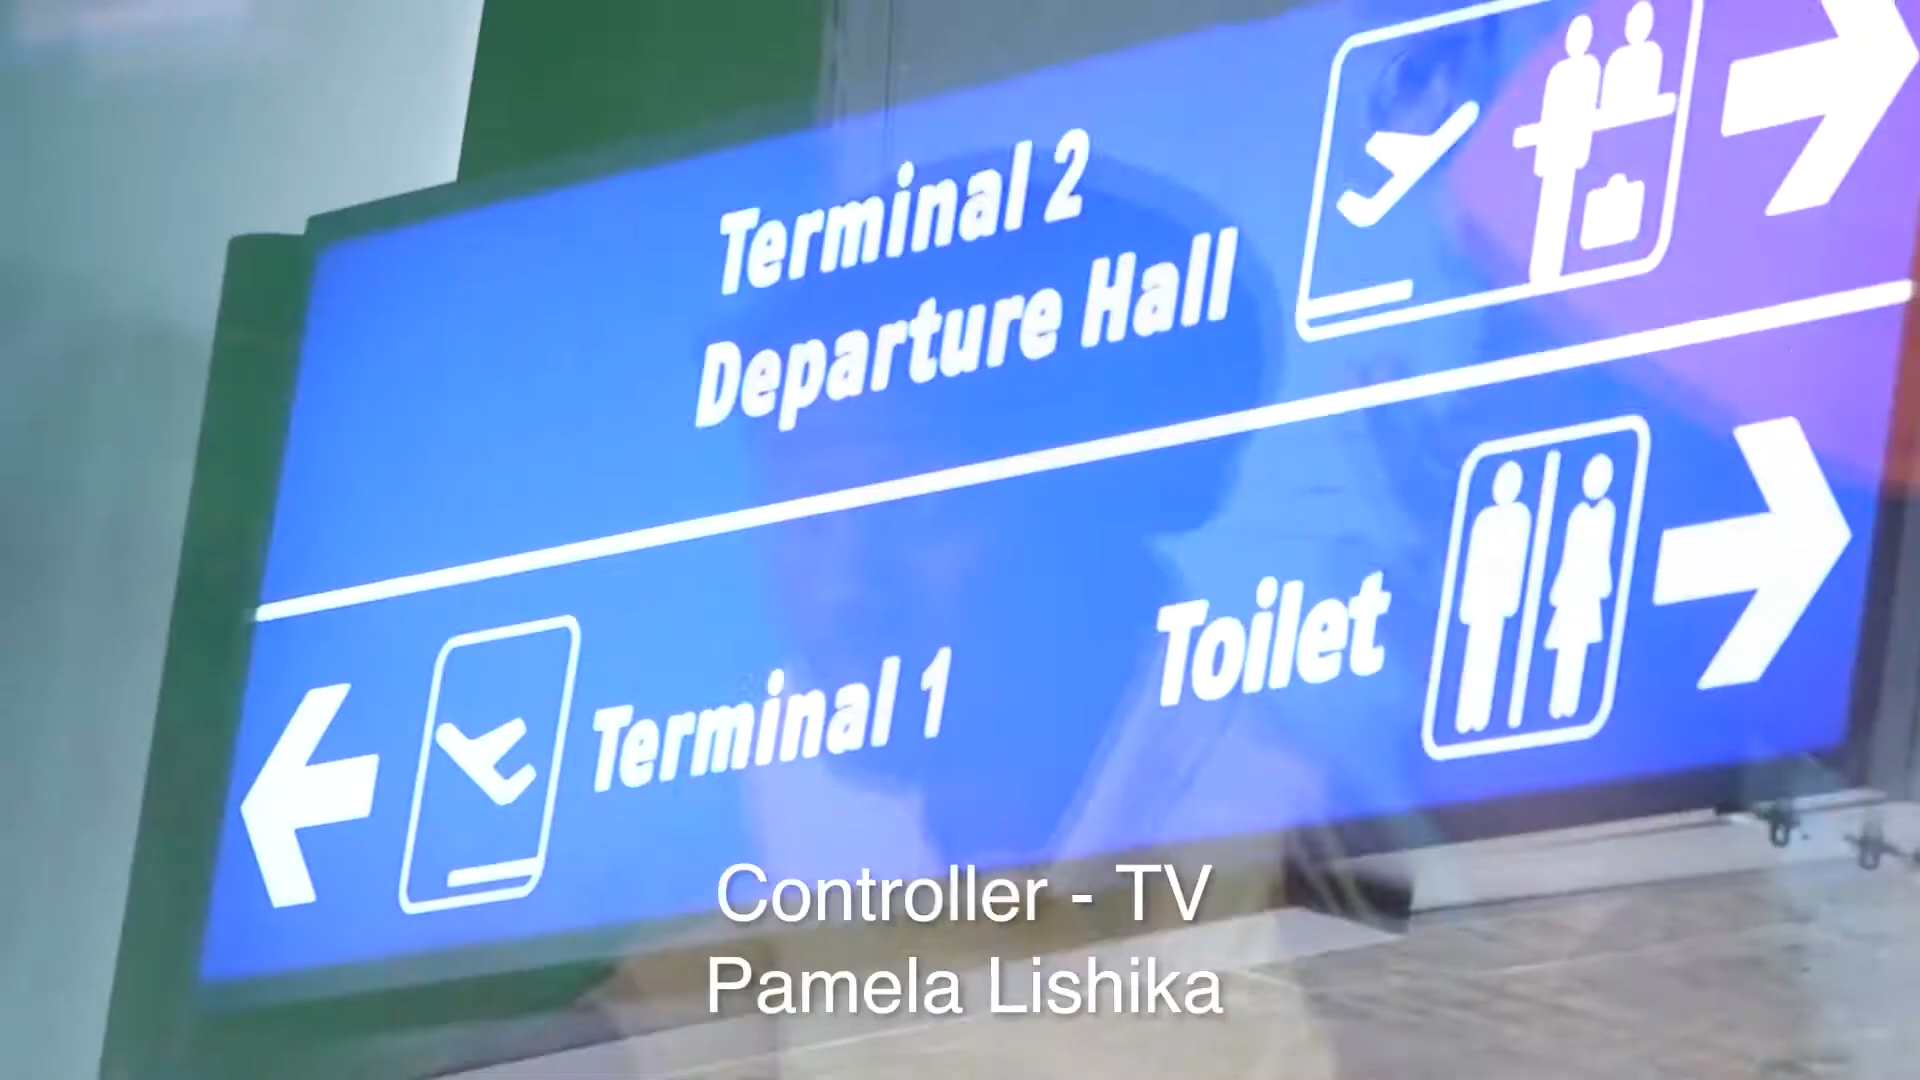 Terminal 2
Departure Hall
Terminal 1
Toilet
Controller - TV
Pamela Lishika